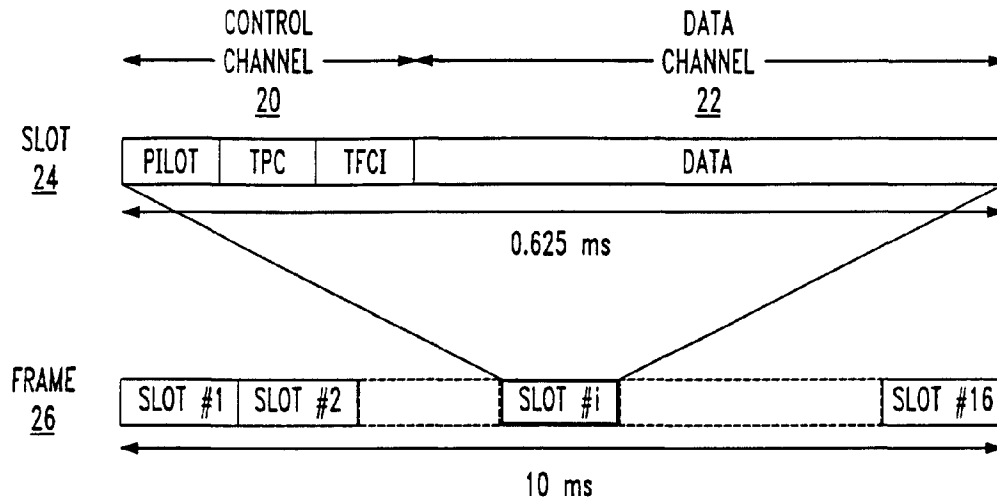 CONTROL CHANNEL 20
DATA CHANNEL 22
SLOT 24
PILOT TPC TFCI DATA
0.625 ms
FRAME 26
SLOT #1 SLOT #2 SLOT #i SLOT #16
10 ms